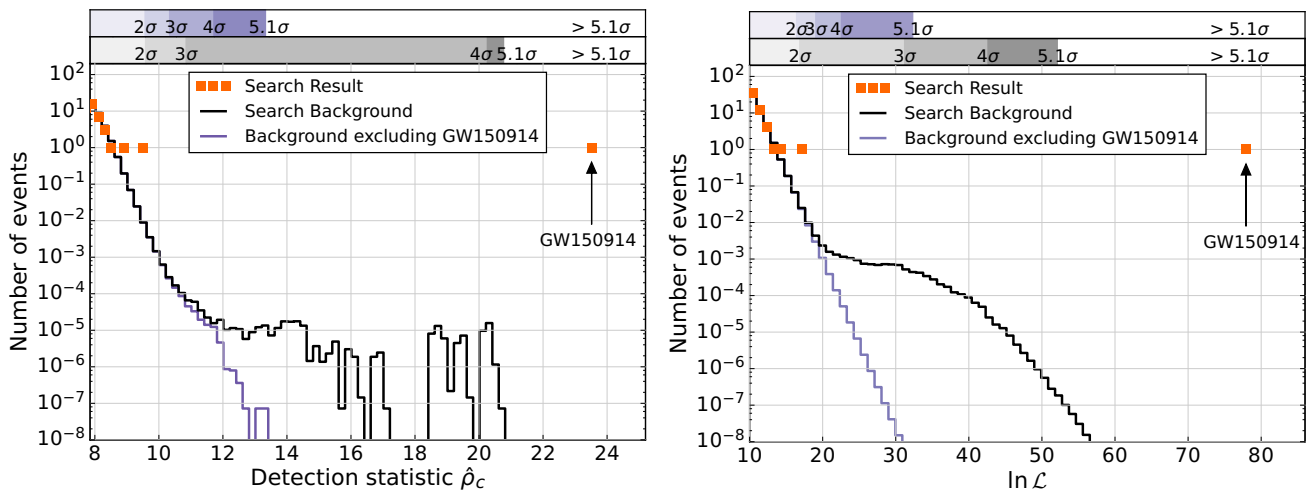 2σ 3σ 4σ 5.1σ > 5.1σ
2σ 3σ 4σ 5.1σ > 5.1σ
Search Result
Search Background
Background excluding GW150914
GW150914
10² 10¹ 10⁰ 10⁻¹ 10⁻² 10⁻³ 10⁻⁴ 10⁻⁵ 10⁻⁶ 10⁻⁷ 10⁻⁸
Number of events
8 10 12 14 16 18 20 22 24
Detection statistic ρ̂c
2σ 3σ 4σ 5.1σ > 5.1σ
2σ 3σ 4σ 5.1σ > 5.1σ
Search Result
Search Background
Background excluding GW150914
GW150914
10² 10¹ 10⁰ 10⁻¹ 10⁻² 10⁻³ 10⁻⁴ 10⁻⁵ 10⁻⁶ 10⁻⁷ 10⁻⁸
Number of events
10 20 30 40 50 60 70 80
ln ℒ